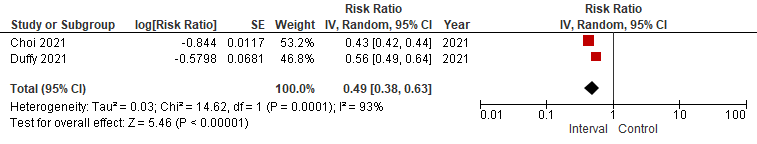 Risk Ratio Risk Ratio
Study or Subgroup log[Risk Ratio] SE Weight IV, Random, 95% CI Year IV, Random, 95% CI
Choi 2021 -0.844 0.0117 53.2% 0.43 [0.42, 0.44] 2021
Duffy 2021 -0.5798 0.0681 46.8% 0.56 [0.49, 0.64] 2021
Total (95% CI) 100.0% 0.49 [0.38, 0.63]
Heterogeneity: Tau² = 0.03; Chi² = 14.62, df = 1 (P = 0.0001); I² = 93%
Test for overall effect: Z = 5.46 (P < 0.00001)
0.01 0.1 1 10 100
Interval Control